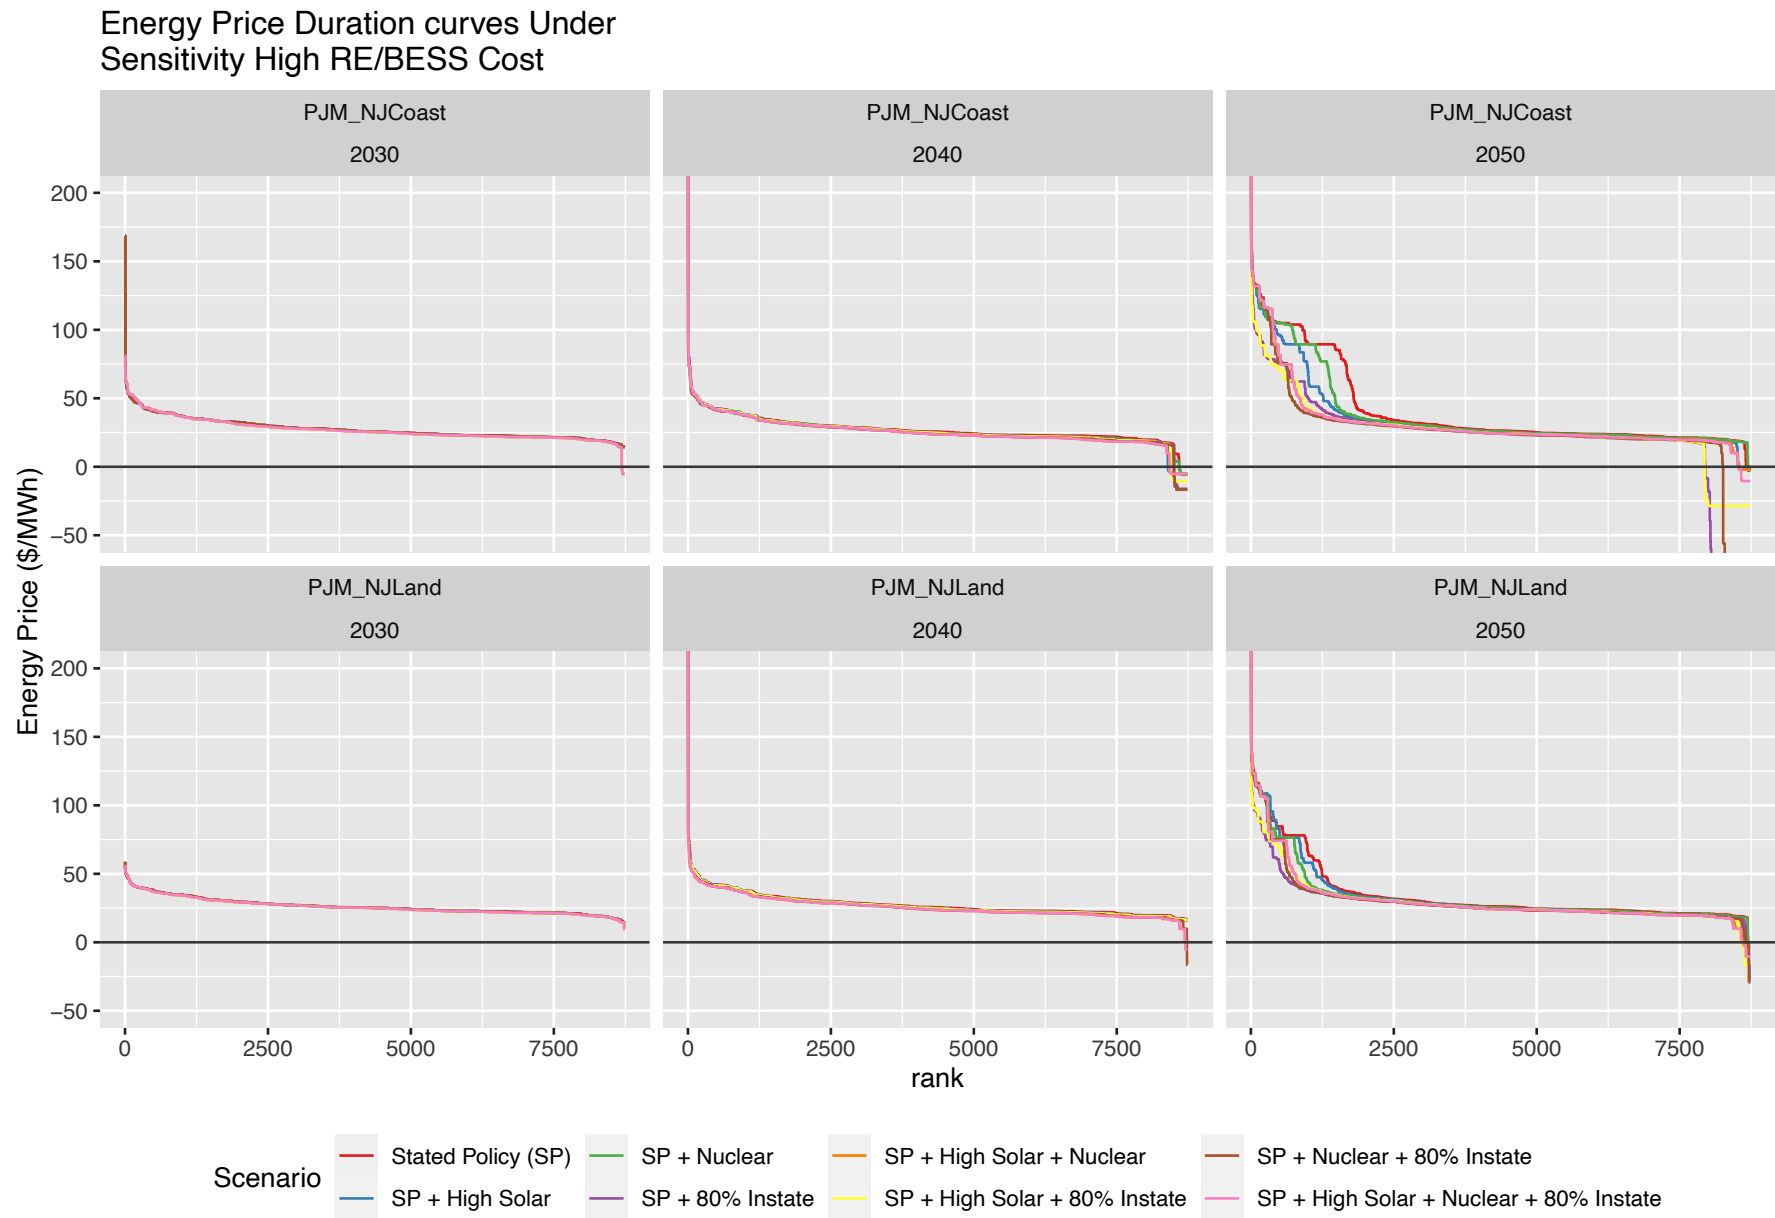 Energy Price Duration curves Under
Sensitivity High RE/BESS Cost
PJM_NJCoast
2030
PJM_NJCoast
2040
PJM_NJCoast
2050
200
150
100
50
0
−50
PJM_NJLand
2030
PJM_NJLand
2040
PJM_NJLand
2050
200
150
100
50
0
−50
Energy Price ($/MWh)
0 2500 5000 7500
0 2500 5000 7500
0 2500 5000 7500
rank
Scenario
Stated Policy (SP)
SP + High Solar
SP + Nuclear
SP + 80% Instate
SP + High Solar + Nuclear
SP + High Solar + 80% Instate
SP + Nuclear + 80% Instate
SP + High Solar + Nuclear + 80% Instate